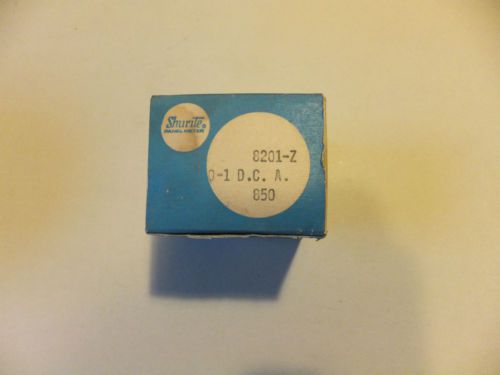 Shurite®
PANEL METER
8201-Z
0-1 D.C. A.
850